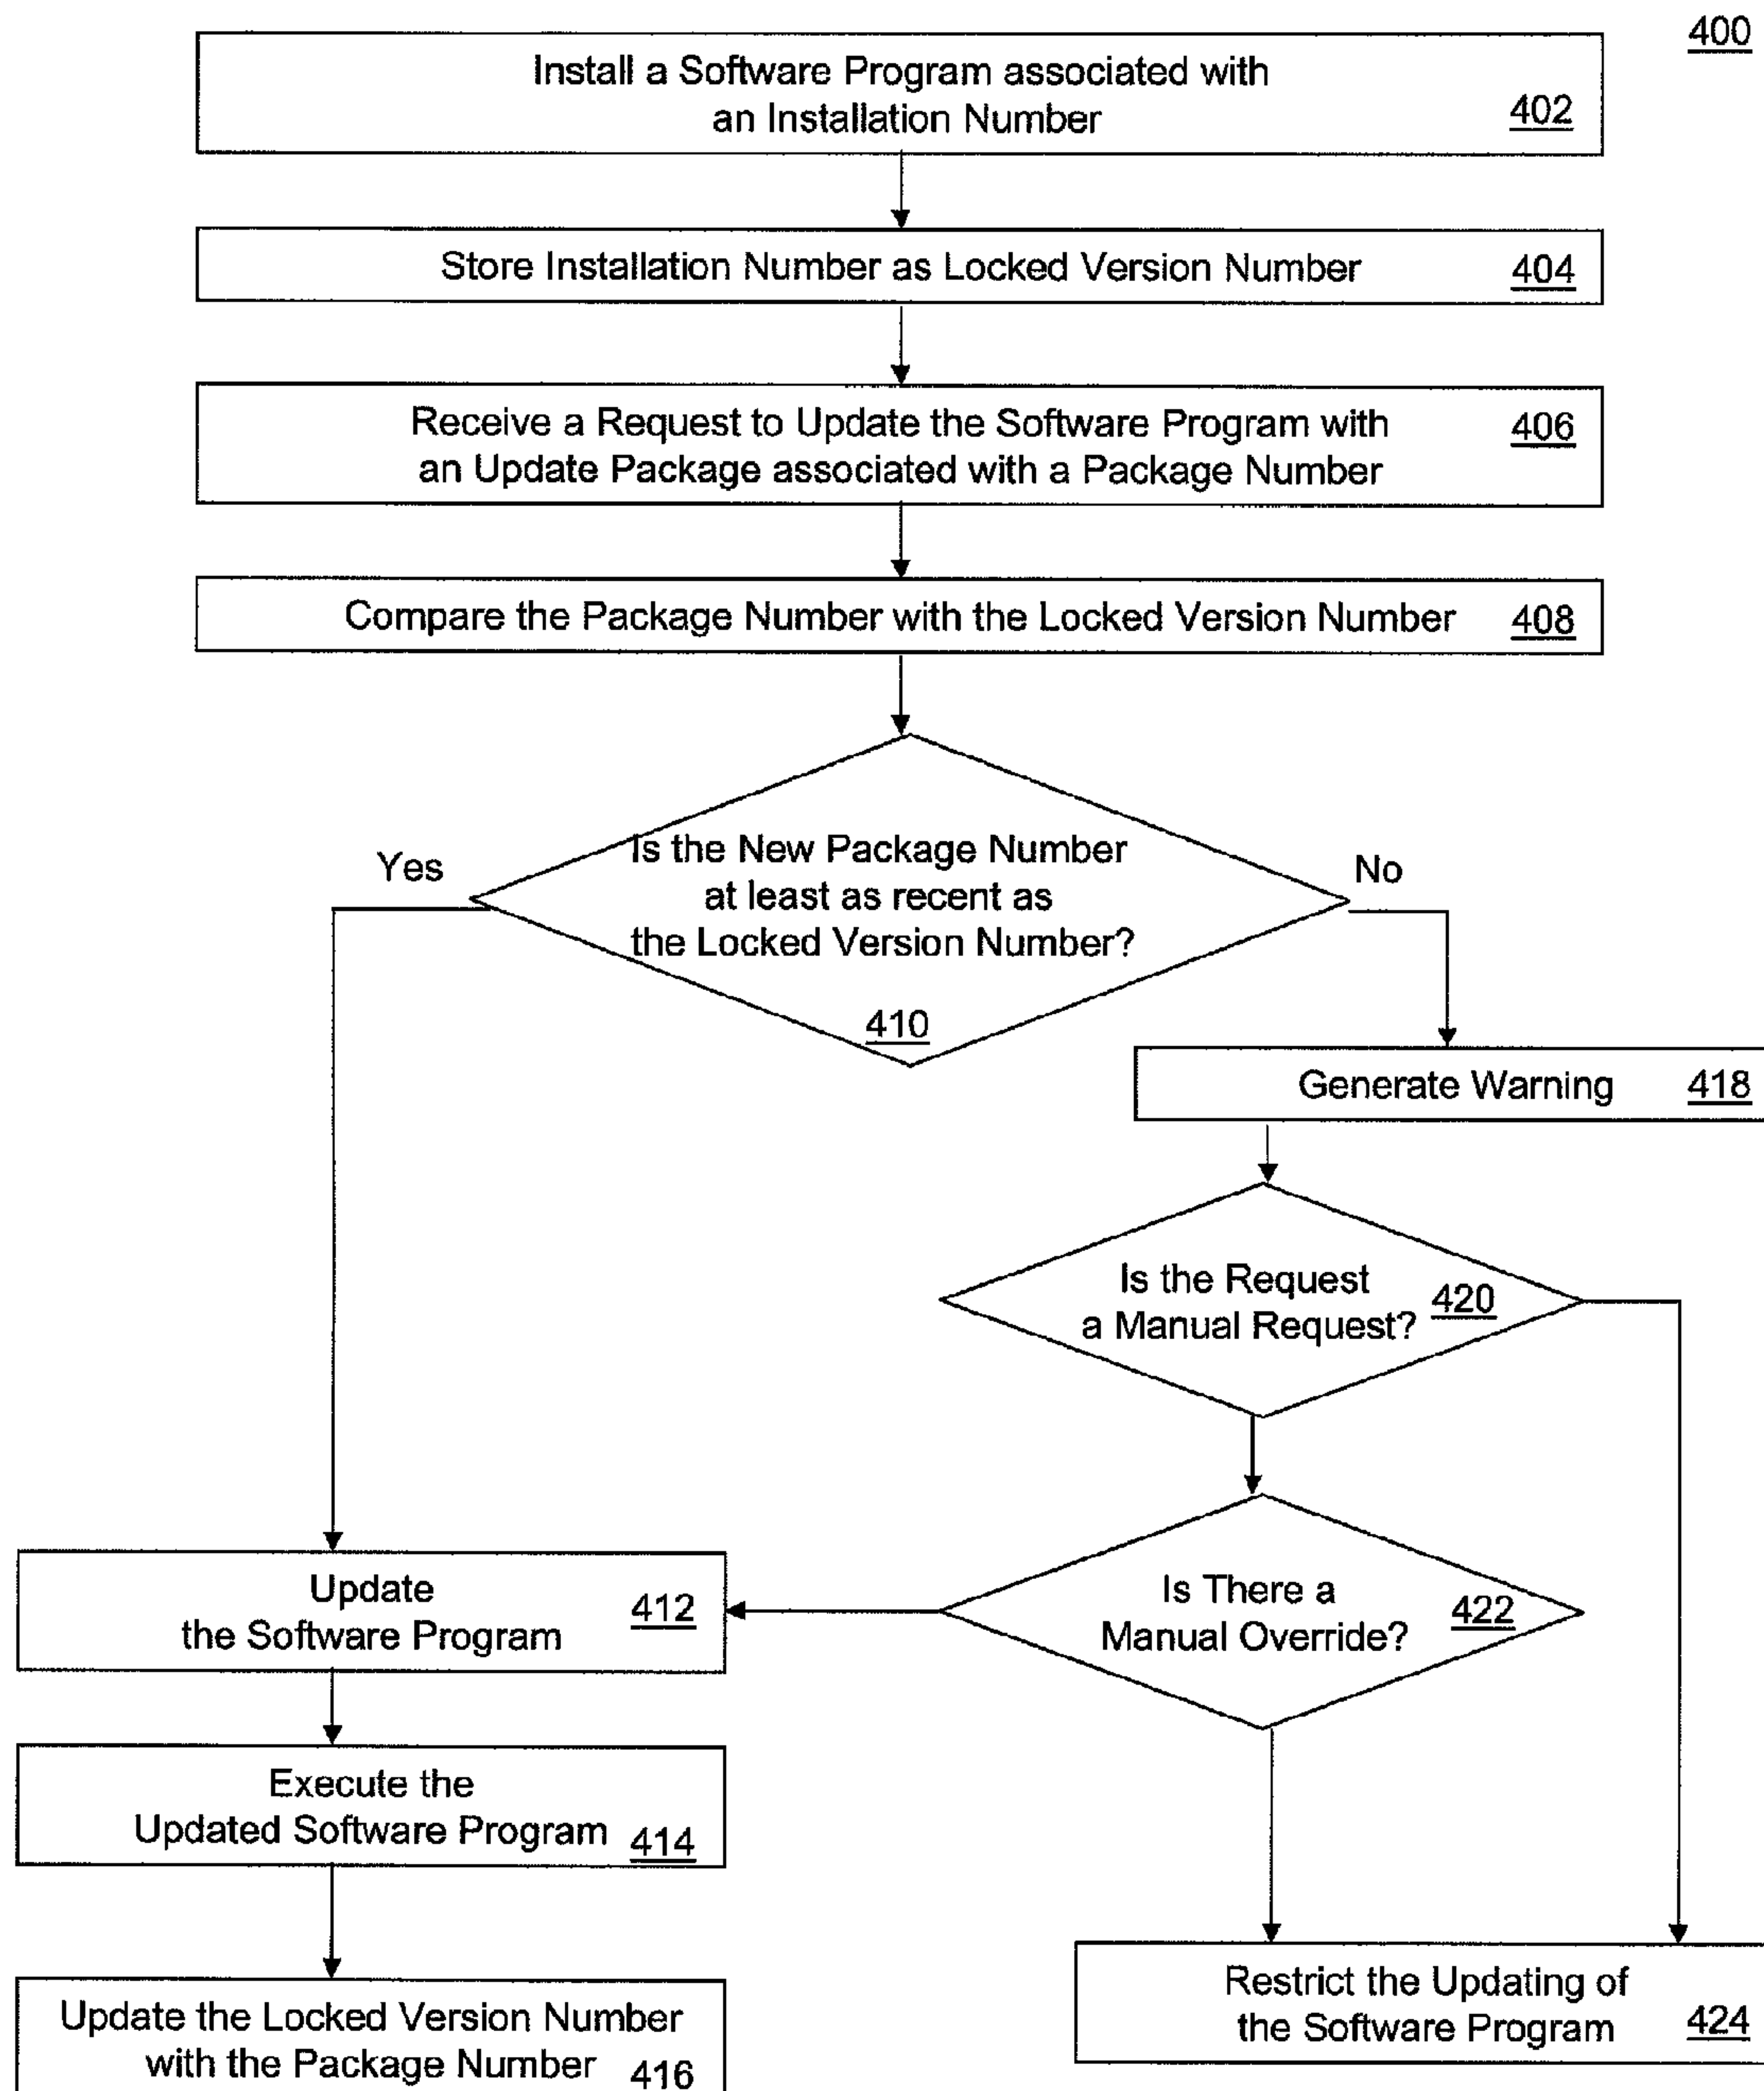 400
Install a Software Program associated with
an Installation Number
402
Store Installation Number as Locked Version Number
404
Receive a Request to Update the Software Program with
an Update Package associated with a Package Number
406
Compare the Package Number with the Locked Version Number
408
Is the New Package Number
at least as recent as
the Locked Version Number?
410
Yes
No
Generate Warning
418
Is the Request
a Manual Request?
420
Is There a
Manual Override?
422
Update
the Software Program
412
Execute the
Updated Software Program
414
Update the Locked Version Number
with the Package Number
416
Restrict the Updating of
the Software Program
424